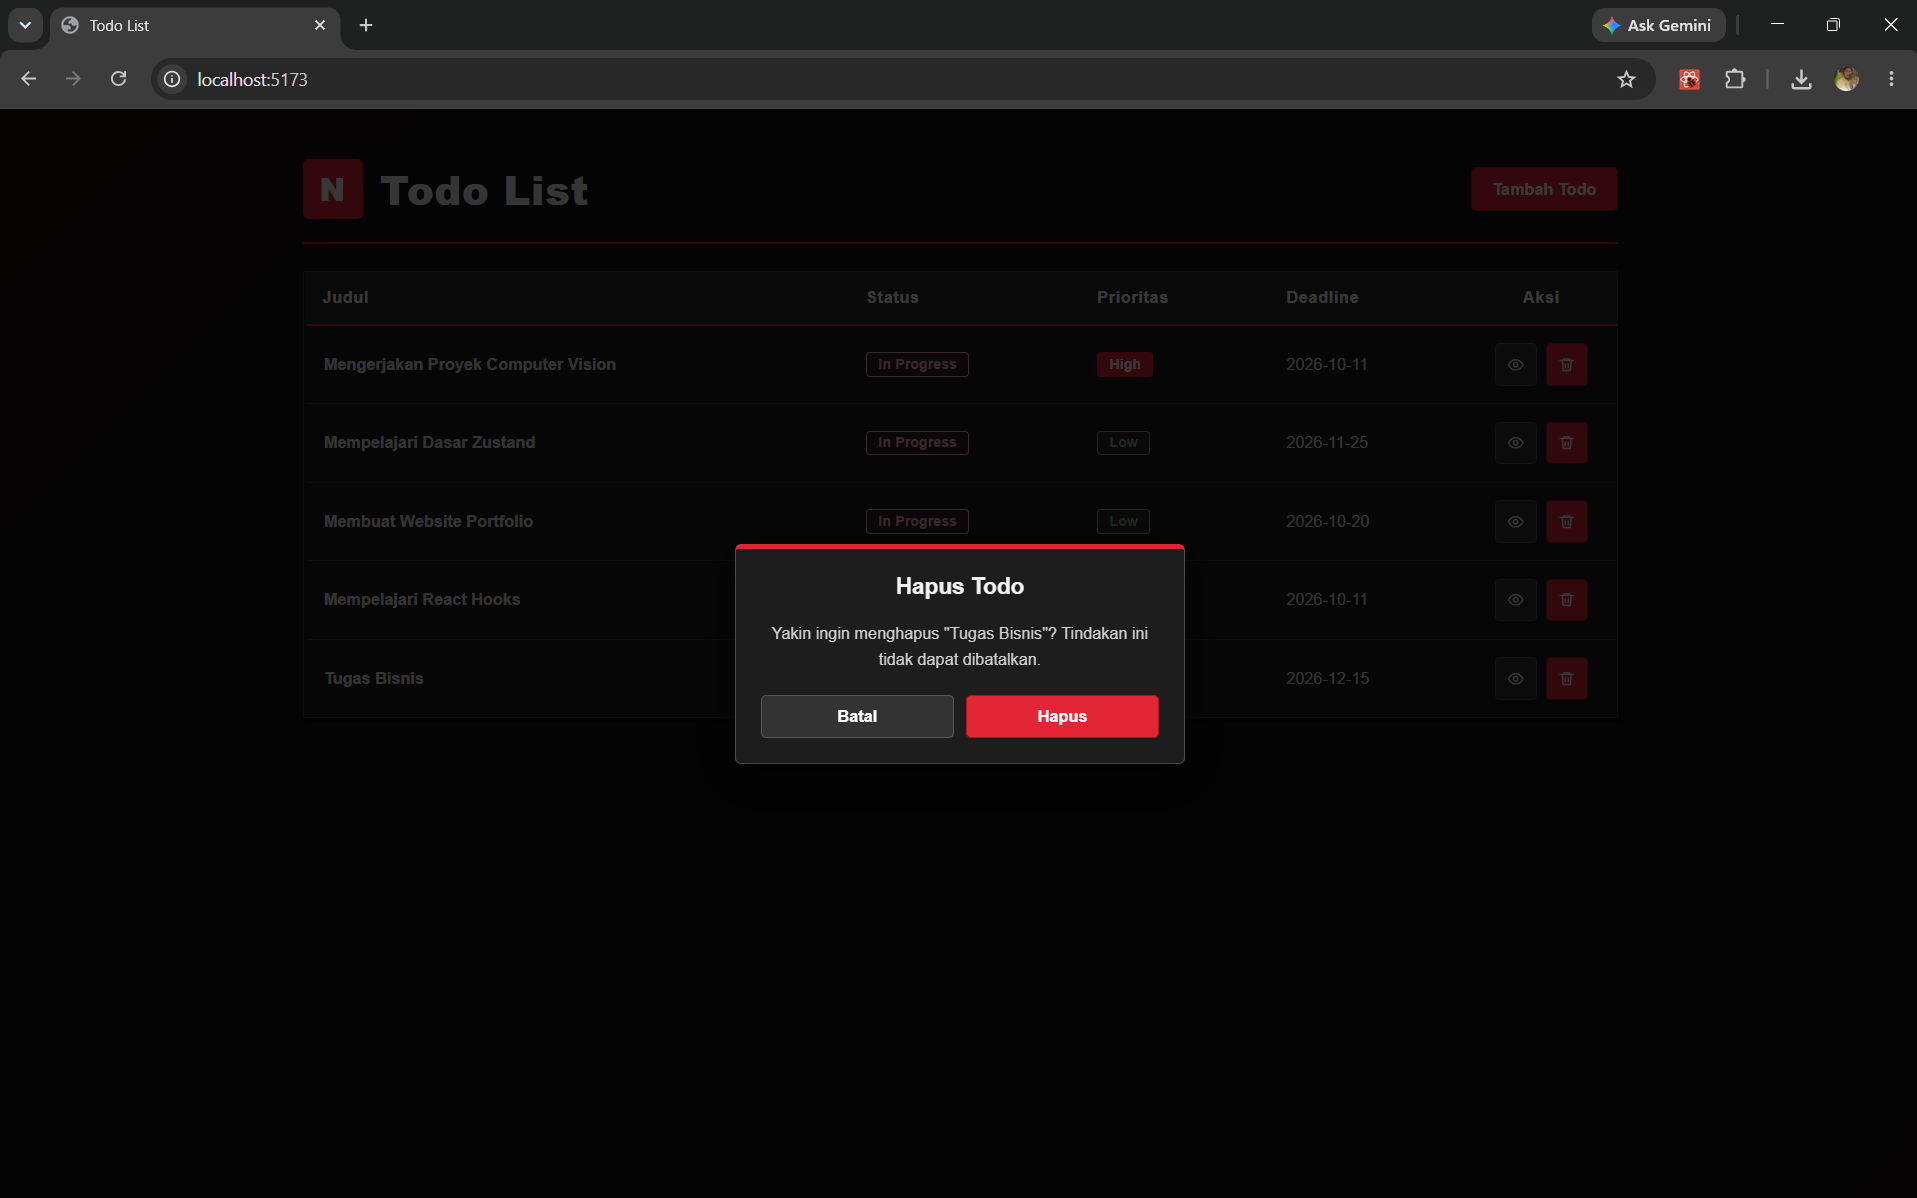 Todo List
Ask Gemini
localhost:5173
N Todo List
Tambah Todo
Judul Status Prioritas Deadline Aksi
Mengerjakan Proyek Computer Vision In Progress High 2026-10-11
Mempelajari Dasar Zustand In Progress Low 2026-11-25
Membuat Website Portfolio In Progress Low 2026-10-20
Mempelajari React Hooks 2026-10-11
Tugas Bisnis 2026-12-15
Hapus Todo
Yakin ingin menghapus "Tugas Bisnis"? Tindakan ini
tidak dapat dibatalkan.
Batal Hapus